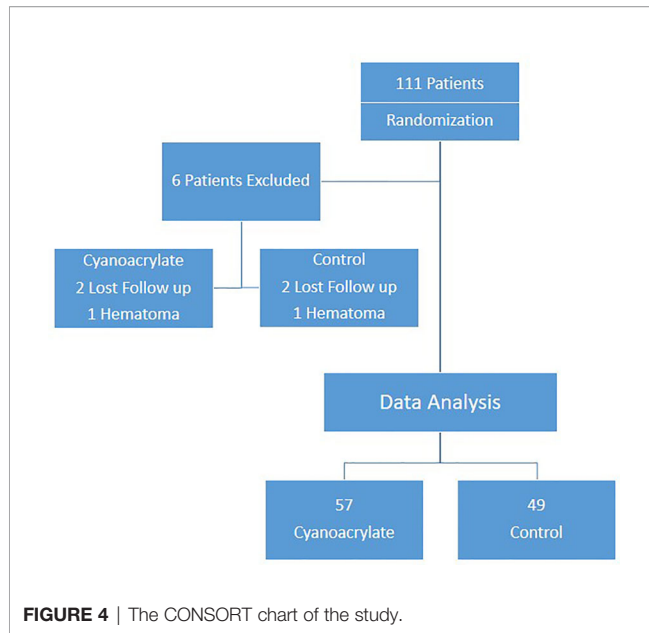 111 Patients
Randomization
6 Patients Excluded
Cyanoacrylate
2 Lost Follow up
1 Hematoma
Control
2 Lost Follow up
1 Hematoma
Data Analysis
57
Cyanoacrylate
49
Control
FIGURE 4 | The CONSORT chart of the study.